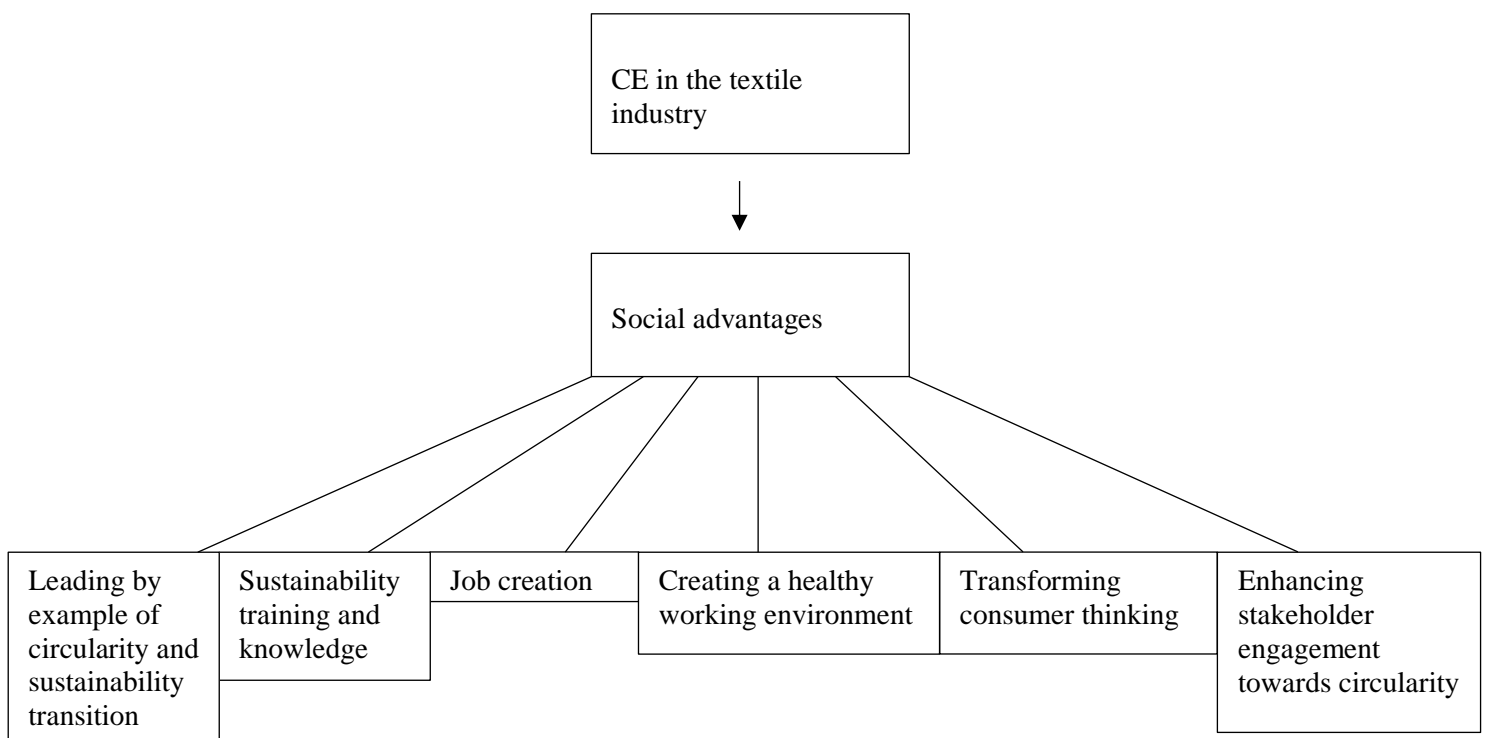 CE in the textile
industry
Social advantages
Leading by
example of
circularity and
sustainability
transition
Sustainability
training and
knowledge
Job creation
Creating a healthy
working environment
Transforming
consumer thinking
Enhancing
stakeholder
engagement
towards circularity